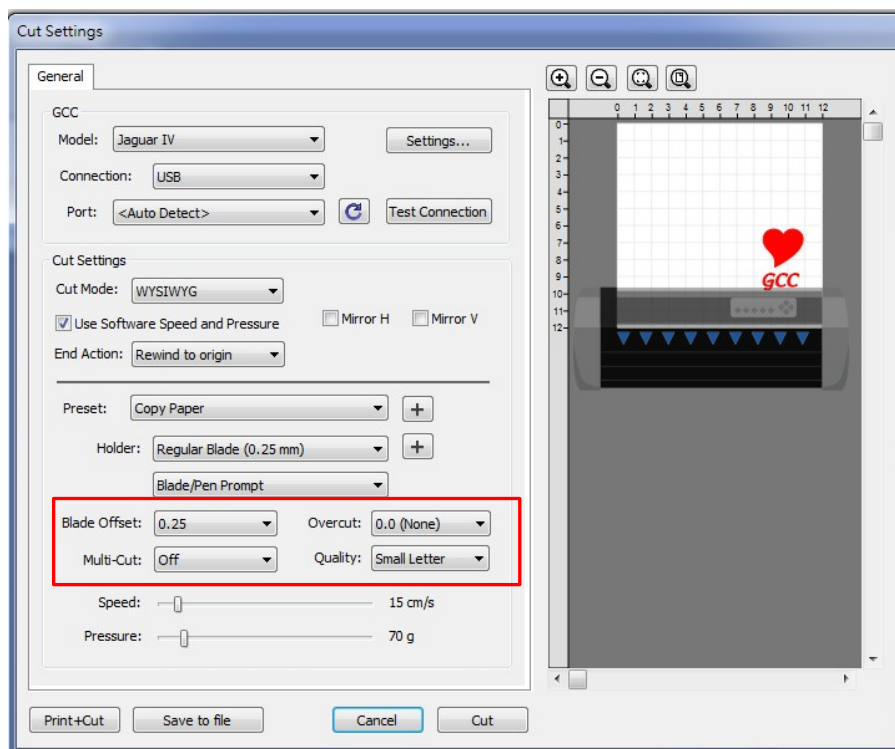 Cut Settings
General
GCC
Model: Jaguar IV Settings...
Connection: USB
Port: <Auto Detect> Test Connection
Cut Settings
Cut Mode: WYSIWYG
Use Software Speed and Pressure Mirror H Mirror V
End Action: Rewind to origin
Preset: Copy Paper +
Holder: Regular Blade (0.25 mm) +
Blade/Pen Prompt
Blade Offset: 0.25 Overcut: 0.0 (None)
Multi-Cut: Off Quality: Small Letter
Speed: 15 cm/s
Pressure: 70 g
Print+Cut Save to file Cancel Cut
0 1 2 3 4 5 6 7 8 9 10 11 12
0
1
2
3
4
5
6
7
8
9
10
11
12
GCC